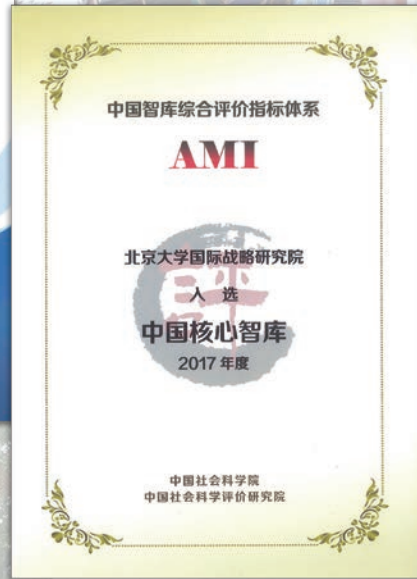 中国智库综合评价指标体系
AMI
北京大学国际战略研究院
入 选
中国核心智库
2017 年度
中国社会科学院
中国社会科学评价研究院